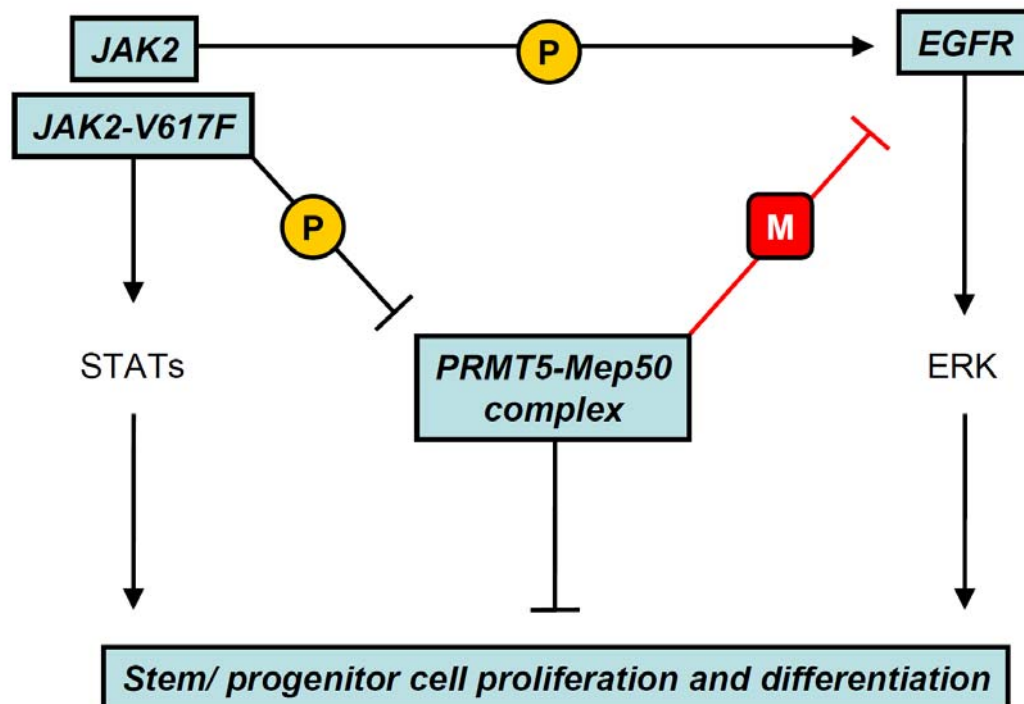 JAK2
P
EGFR
JAK2-V617F
P
M
STATs
PRMT5-Mep50
complex
ERK
Stem/ progenitor cell proliferation and differentiation